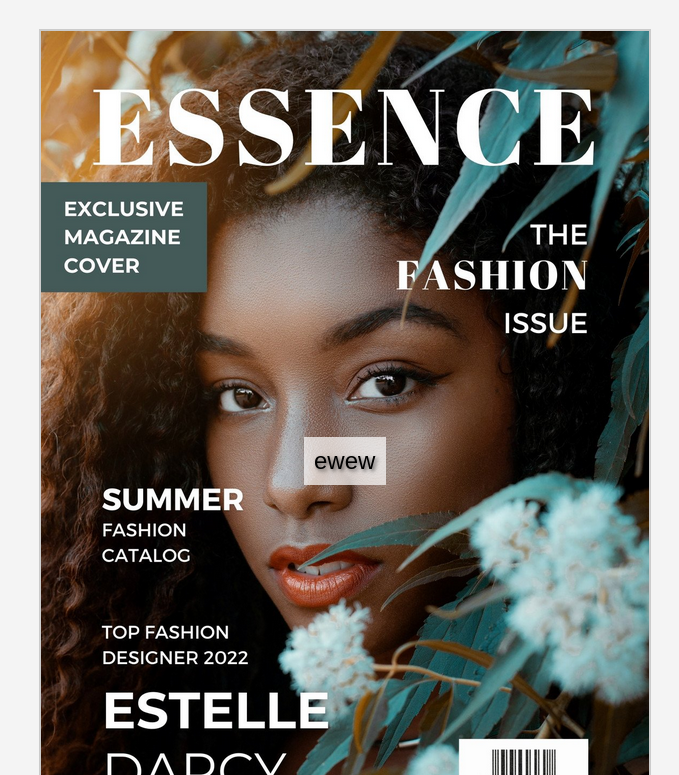 ESSENCE
EXCLUSIVE
MAGAZINE
COVER
THE
FASHION
ISSUE
ewew
SUMMER
FASHION
CATALOG
TOP FASHION
DESIGNER 2022
ESTELLE
DARCY